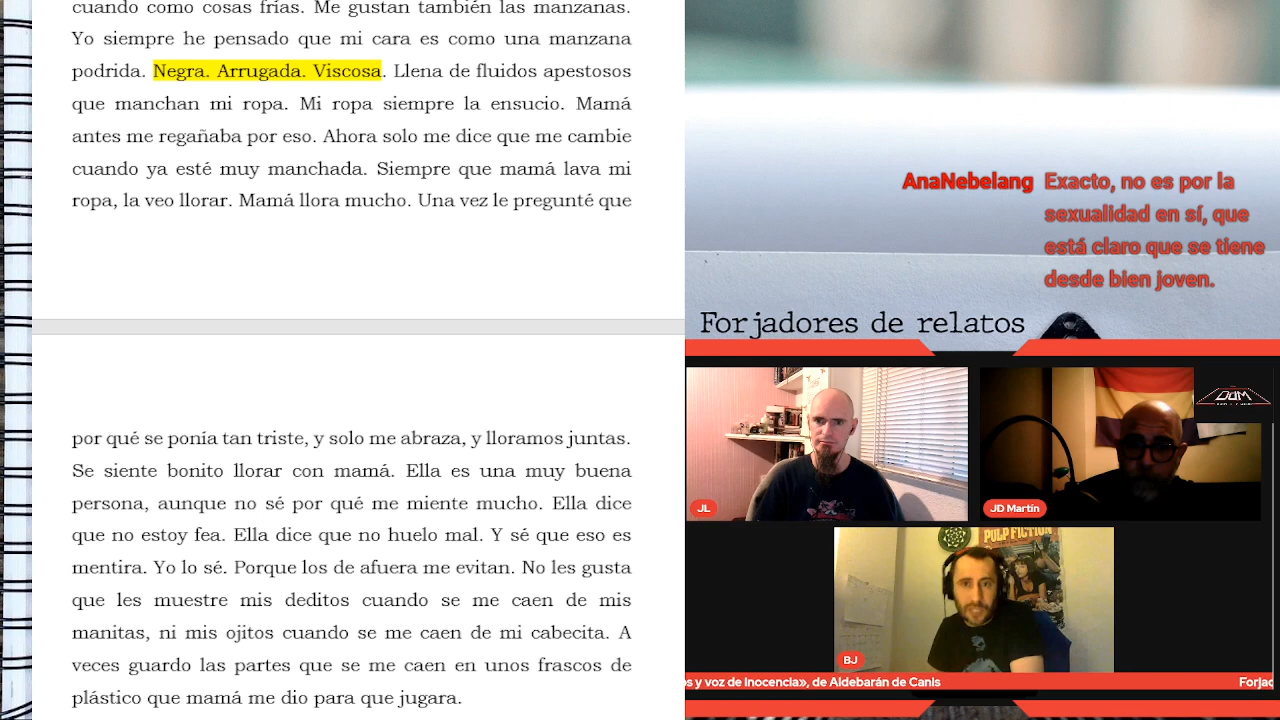 cuando como cosas frías. Me gustan también las manzanas.
Yo siempre he pensado que mi cara es como una manzana
podrida. Negra. Arrugada. Viscosa. Llena de fluidos apestosos
que manchan mi ropa. Mi ropa siempre la ensucio. Mamá
antes me regañaba por eso. Ahora solo me dice que me cambie
cuando ya esté muy manchada. Siempre que mamá lava mi
ropa, la veo llorar. Mamá llora mucho. Una vez le pregunté que
por qué se ponía tan triste, y solo me abraza, y lloramos juntas.
Se siente bonito llorar con mamá. Ella es una muy buena
persona, aunque no sé por qué me miente mucho. Ella dice
que no estoy fea. Ella dice que no huelo mal. Y sé que eso es
mentira. Yo lo sé. Porque los de afuera me evitan. No les gusta
que les muestre mis deditos cuando se me caen de mis
manitas, ni mis ojitos cuando se me caen de mi cabecita. A
veces guardo las partes que se me caen en unos frascos de
plástico que mamá me dio para que jugara.
AnaNebelang Exacto, no es por la
sexualidad en sí, que
está claro que se tiene
desde bien joven.
Forjadores de relatos
JL
JD Martín
PULP FICTION
BJ
s y voz de inocencia», de Aldebarán de Canis
Forjad